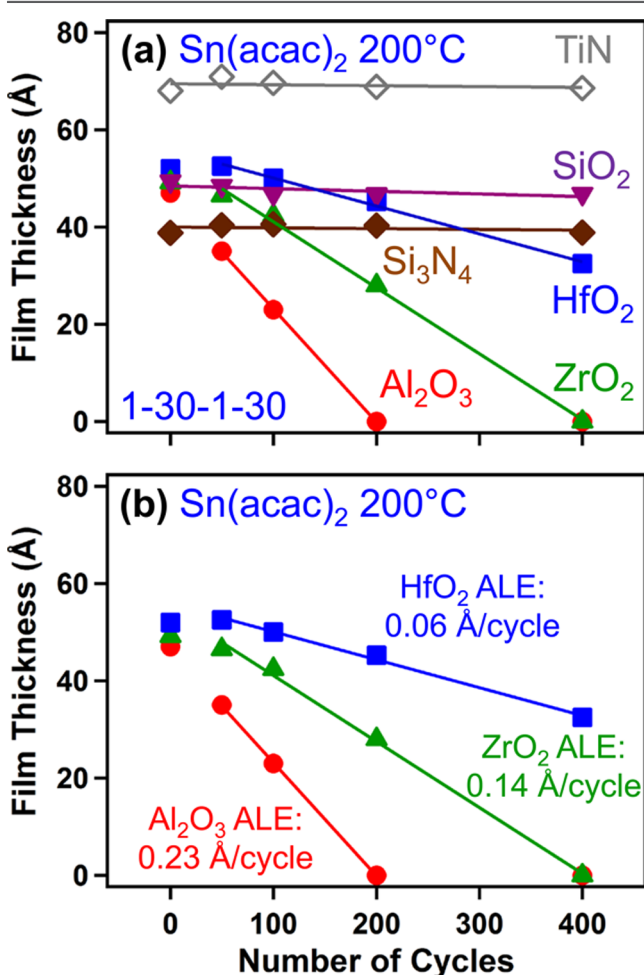 80
(a) Sn(acac)₂ 200°C
TiN
60
SiO₂
40
Si₃N₄
HfO₂
20
Al₂O₃
ZrO₂
0
1-30-1-30
Film Thickness (Å)
80
(b) Sn(acac)₂ 200°C
60
HfO₂ ALE:
0.06 Å/cycle
40
ZrO₂ ALE:
0.14 Å/cycle
20
Al₂O₃ ALE:
0.23 Å/cycle
0
Film Thickness (Å)
0 100 200 300 400
Number of Cycles